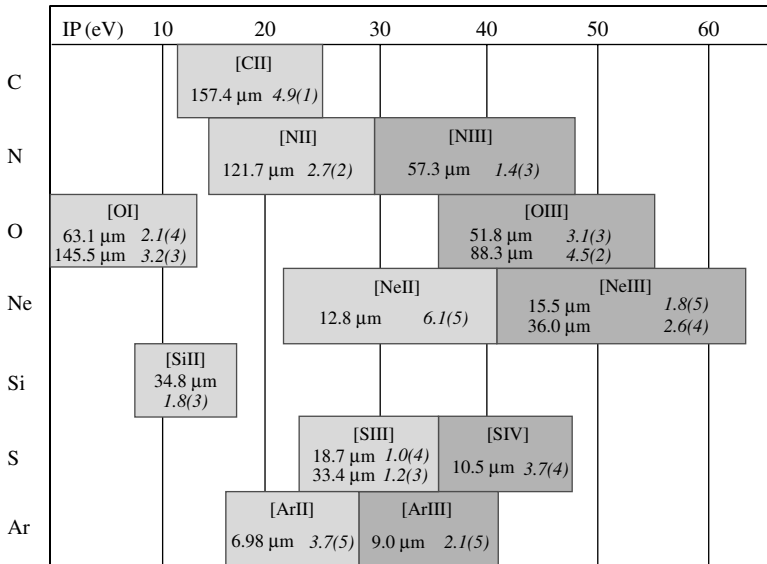 IP (eV) 10 20 30 40 50 60
C
[CII]
157.4 µm 4.9(1)
N
[NII] [NIII]
121.7 µm 2.7(2) 57.3 µm 1.4(3)
O
[OI] [OIII]
63.1 µm 2.1(4) 51.8 µm 3.1(3)
145.5 µm 3.2(3) 88.3 µm 4.5(2)
Ne
[NeII] [NeIII]
12.8 µm 6.1(5) 15.5 µm 1.8(5)
36.0 µm 2.6(4)
Si
[SiII]
34.8 µm
1.8(3)
S
[SIII] [SIV]
18.7 µm 1.0(4) 10.5 µm 3.7(4)
33.4 µm 1.2(3)
Ar
[ArII] [ArIII]
6.98 µm 3.7(5) 9.0 µm 2.1(5)